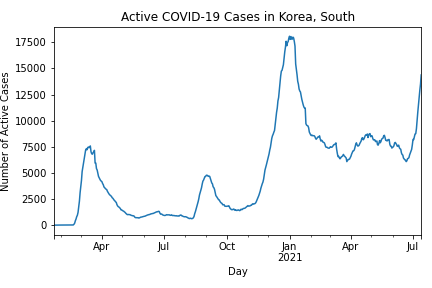 Active COVID-19 Cases in Korea, South
Number of Active Cases
17500
15000
12500
10000
7500
5000
2500
0
Apr Jul Oct Jan Apr Jul
2021
Day